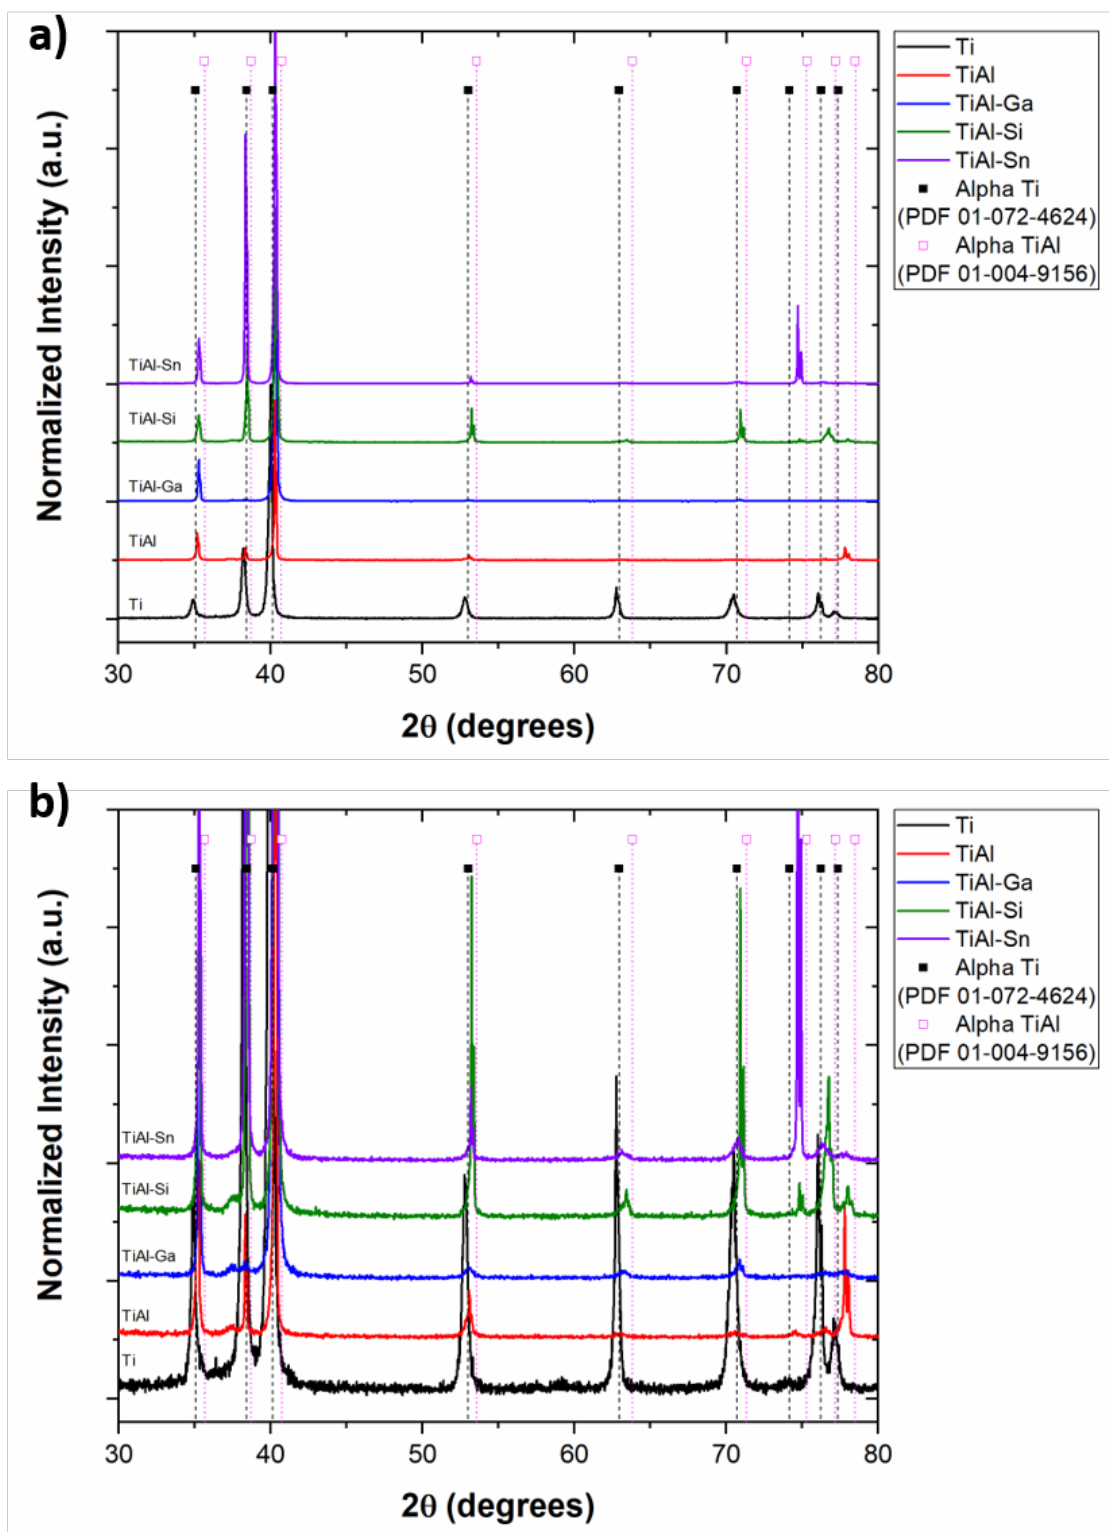 a)
Normalized Intensity (a.u.)
TiAl-Sn
TiAl-Si
TiAl-Ga
TiAl
Ti
30 40 50 60 70 80
2θ (degrees)
Ti
TiAl
TiAl-Ga
TiAl-Si
TiAl-Sn
Alpha Ti
(PDF 01-072-4624)
Alpha TiAl
(PDF 01-004-9156)
b)
Normalized Intensity (a.u.)
TiAl-Sn
TiAl-Si
TiAl-Ga
TiAl
Ti
30 40 50 60 70 80
2θ (degrees)
Ti
TiAl
TiAl-Ga
TiAl-Si
TiAl-Sn
Alpha Ti
(PDF 01-072-4624)
Alpha TiAl
(PDF 01-004-9156)